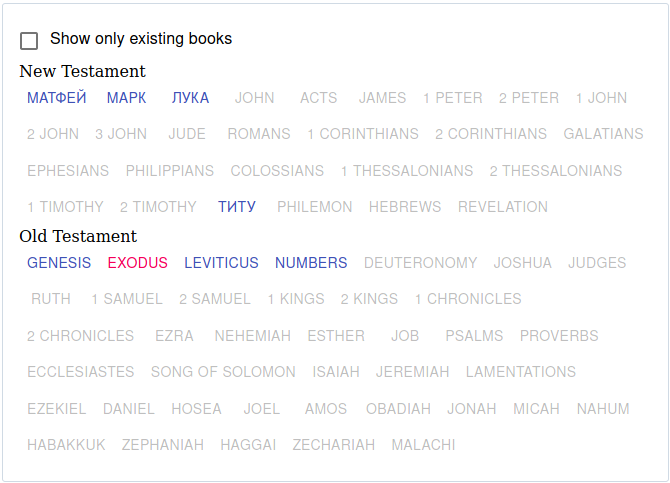 Show only existing books
New Testament
МАТФЕЙ МАРК ЛУКА JOHN ACTS JAMES 1 PETER 2 PETER 1 JOHN
2 JOHN 3 JOHN JUDE ROMANS 1 CORINTHIANS 2 CORINTHIANS GALATIANS
EPHESIANS PHILIPPIANS COLOSSIANS 1 THESSALONIANS 2 THESSALONIANS
1 TIMOTHY 2 TIMOTHY ТИТУ PHILEMON HEBREWS REVELATION
Old Testament
GENESIS EXODUS LEVITICUS NUMBERS DEUTERONOMY JOSHUA JUDGES
RUTH 1 SAMUEL 2 SAMUEL 1 KINGS 2 KINGS 1 CHRONICLES
2 CHRONICLES EZRA NEHEMIAH ESTHER JOB PSALMS PROVERBS
ECCLESIASTES SONG OF SOLOMON ISAIAH JEREMIAH LAMENTATIONS
EZEKIEL DANIEL HOSEA JOEL AMOS OBADIAH JONAH MICAH NAHUM
HABAKKUK ZEPHANIAH HAGGAI ZECHARIAH MALACHI